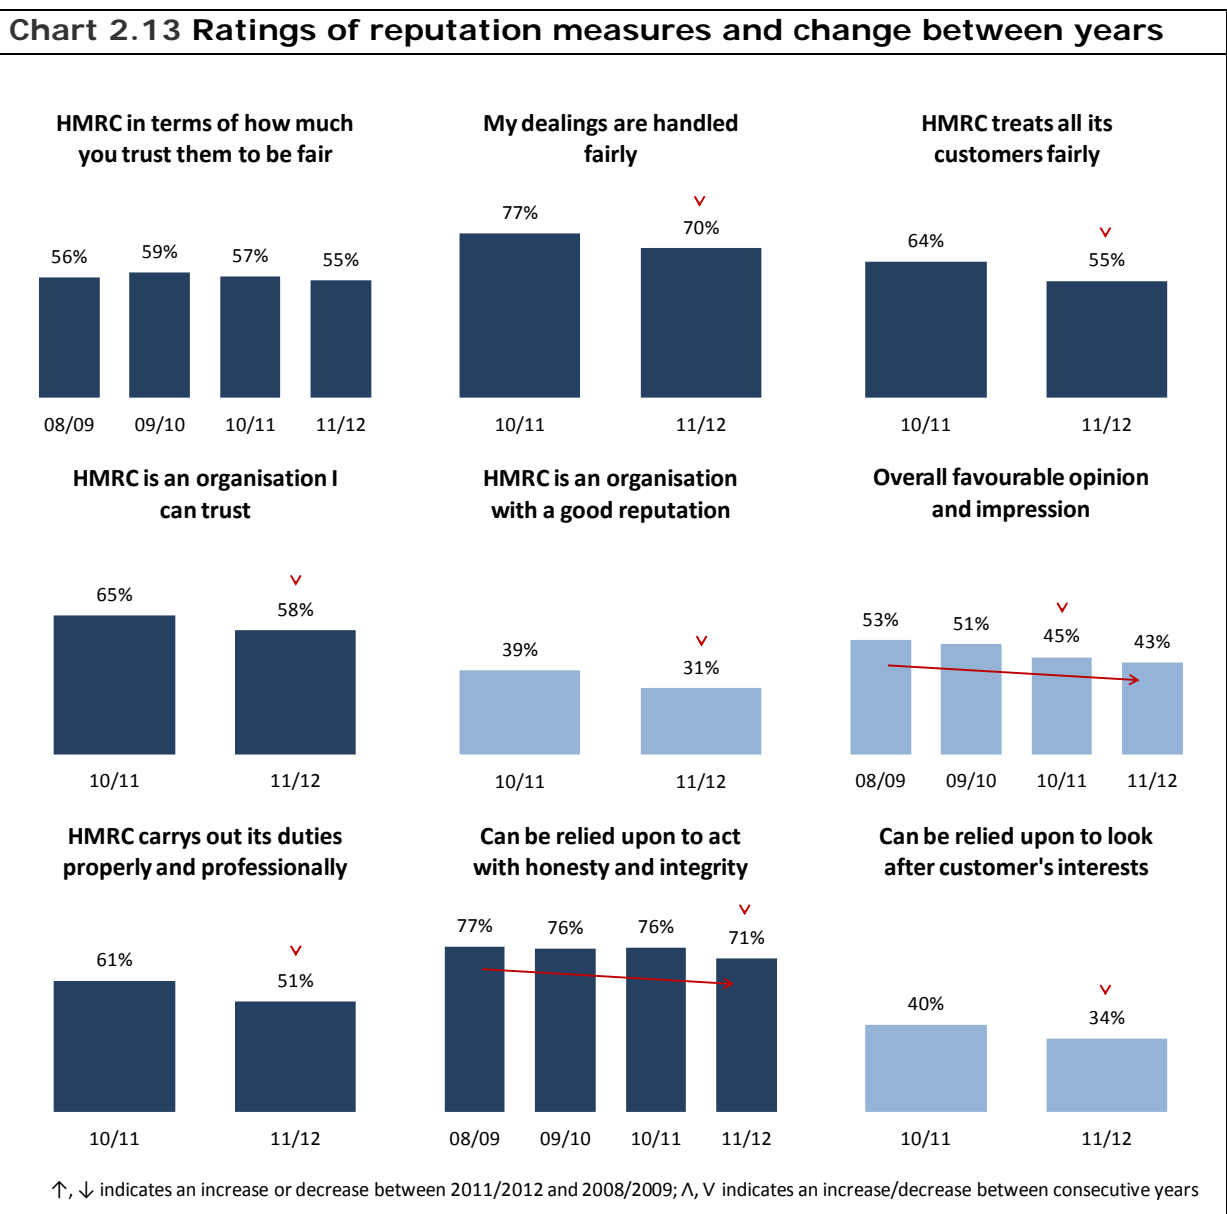 Chart 2.13 Ratings of reputation measures and change between years
HMRC in terms of how much
you trust them to be fair
56%
59%
57%
55%
08/09
09/10
10/11
11/12
My dealings are handled
fairly
77%
˅
70%
10/11
11/12
HMRC treats all its
customers fairly
64%
˅
55%
10/11
11/12
HMRC is an organisation I
can trust
65%
˅
58%
10/11
11/12
HMRC is an organisation
with a good reputation
39%
˅
31%
10/11
11/12
Overall favourable opinion
and impression
53%
51%
˅
45%
43%
08/09
09/10
10/11
11/12
HMRC carrys out its duties
properly and professionally
61%
˅
51%
10/11
11/12
Can be relied upon to act
with honesty and integrity
77%
76%
76%
˅
71%
08/09
09/10
10/11
11/12
Can be relied upon to look
after customer's interests
40%
˅
34%
10/11
11/12
↑, ↓ indicates an increase or decrease between 2011/2012 and 2008/2009; Λ, V indicates an increase/decrease between consecutive years